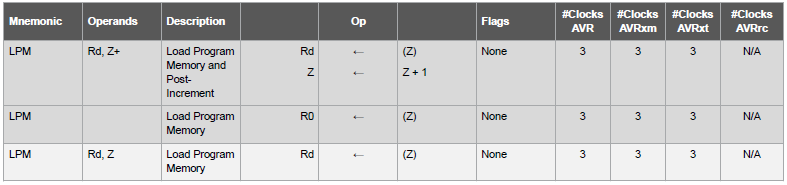 Mnemonic Operands Description Op Flags #Clocks AVR #Clocks AVRxm #Clocks AVRxt #Clocks AVRrc
LPM Rd, Z+ Load Program Rd ← (Z) None 3 3 3 N/A
Memory and Z ← Z + 1
Post-
Increment
LPM Load Program R0 ← (Z) None 3 3 3 N/A
Memory
LPM Rd, Z Load Program Rd ← (Z) None 3 3 3 N/A
Memory